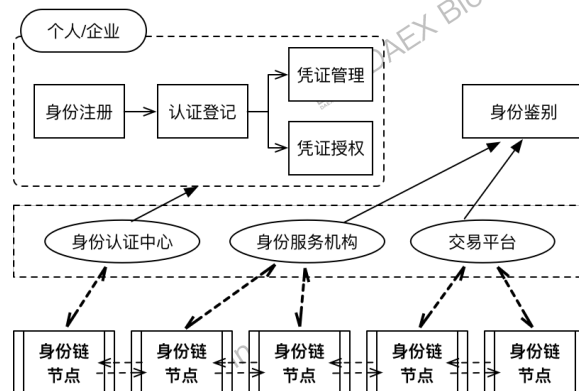 个人/企业
身份注册
认证登记
凭证管理
凭证授权
身份鉴别
身份认证中心
身份服务机构
交易平台
身份链
节点
身份链
节点
身份链
节点
身份链
节点
身份链
节点